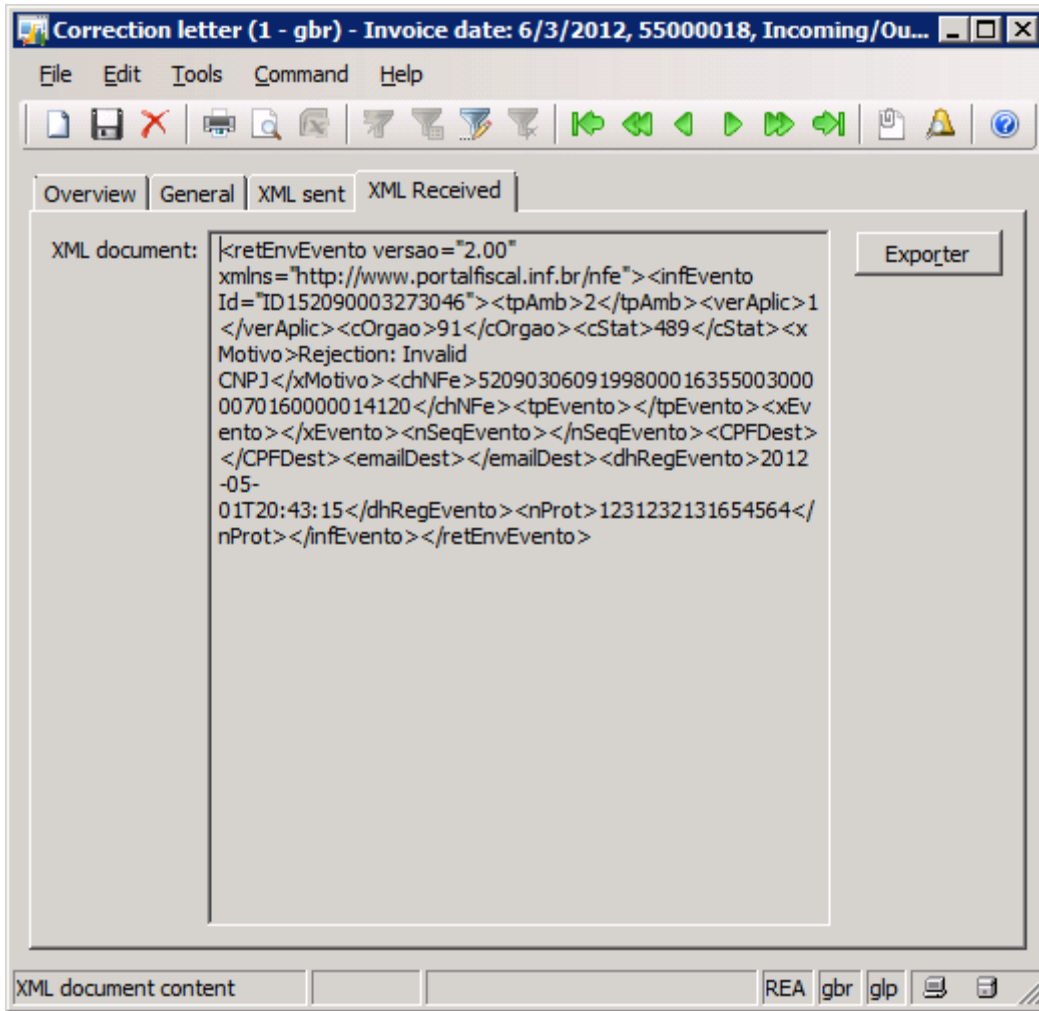 Correction letter (1 - gbr) - Invoice date: 6/3/2012, 55000018, Incoming/Ou...
File Edit Tools Command Help
Overview General XML sent XML Received
XML document:
<retEnvEvento versao="2.00"
xmlns="http://www.portalfiscal.inf.br/nfe"><infEvento
Id="ID152090003273046"><tpAmb>2</tpAmb><verAplic>1
</verAplic><cOrgao>91</cOrgao><cStat>489</cStat><x
Motivo>Rejection: Invalid
CNPJ</xMotivo><chNFe>520903060919980001635500​3000
0070160000014120</chNFe><tpEvento></tpEvento><xEv
ento></xEvento><nSeqEvento></nSeqEvento><CPFDest>
</CPFDest><emailDest></emailDest><dhRegEvento>2012
-05-
01T20:43:15</dhRegEvento><nProt>1231232131654564</
nProt></infEvento></retEnvEvento>
Exporter
XML document content REA gbr glp